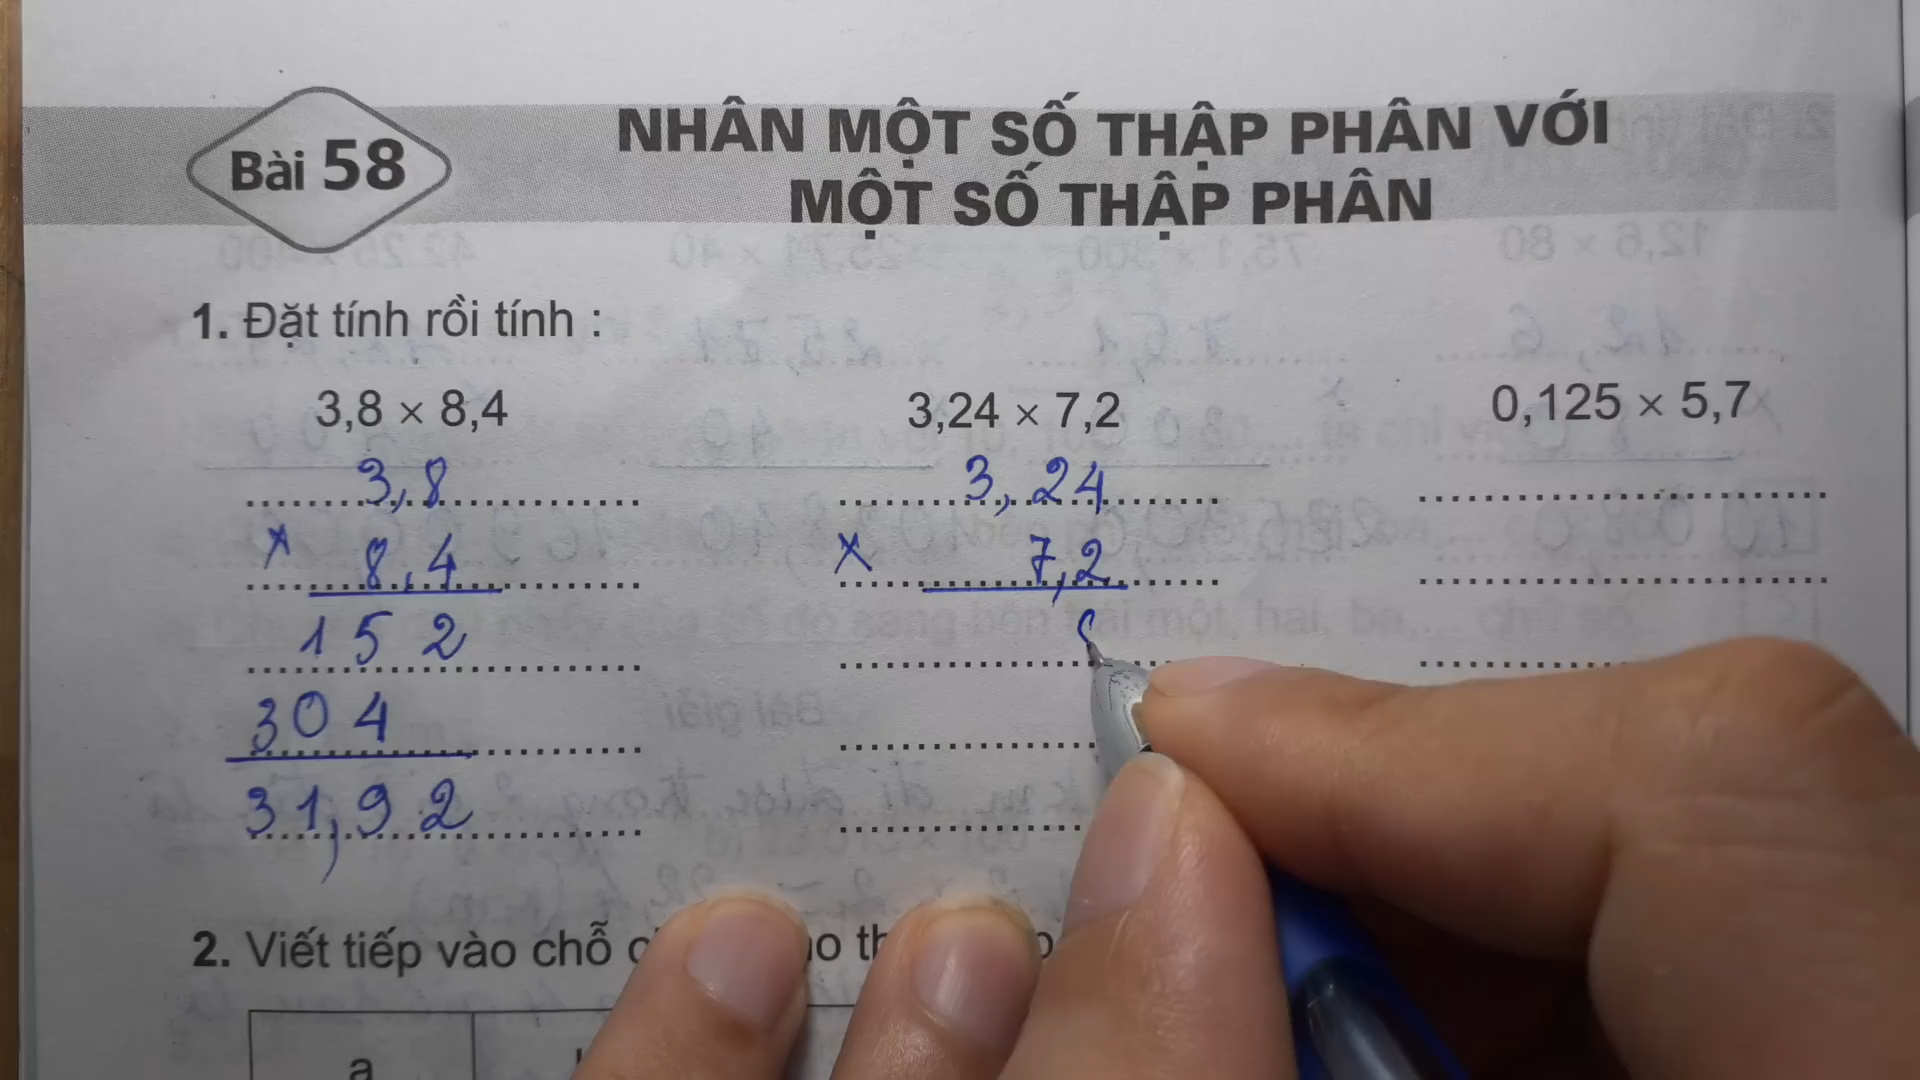 Bài 58
NHÂN MỘT SỐ THẬP PHÂN VỚI
MỘT SỐ THẬP PHÂN
1. Đặt tính rồi tính :
3,8 × 8,4
3,24 × 7,2
0,125 × 5,7
3,8
× 8,4
152
304
31,92
3,24
× 7,2
2. Viết tiếp vào chỗ
a